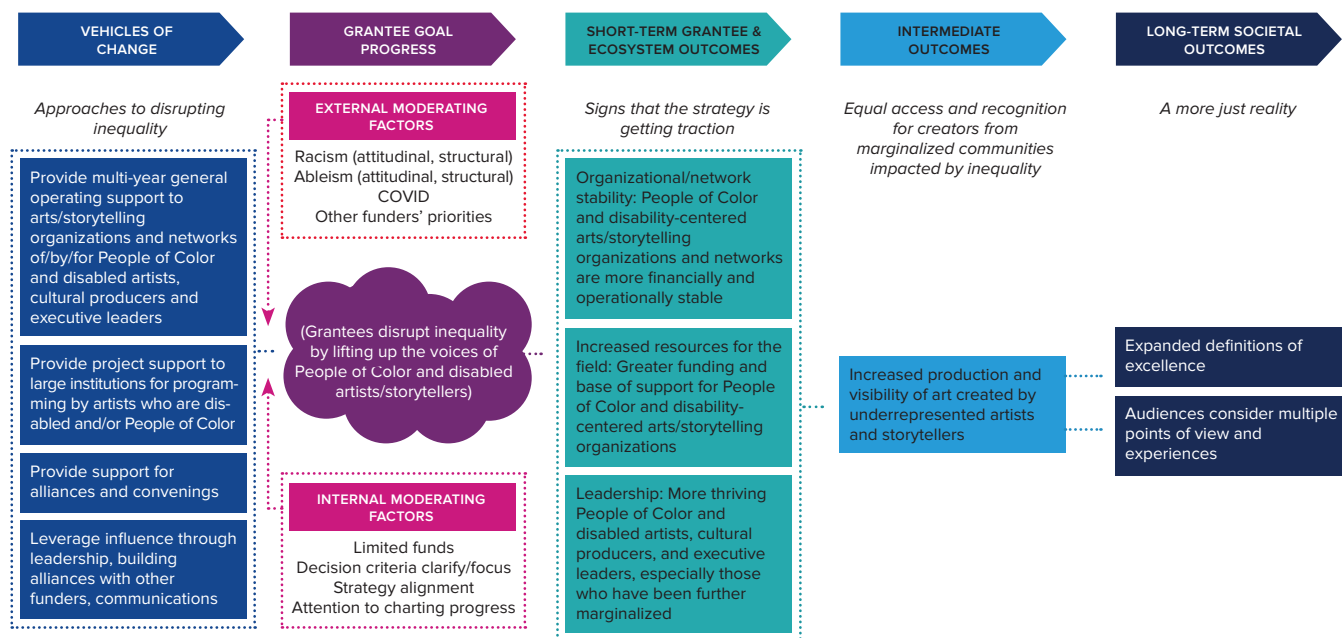 VEHICLES OF
CHANGE
GRANTEE GOAL
PROGRESS
SHORT-TERM GRANTEE &
ECOSYSTEM OUTCOMES
INTERMEDIATE
OUTCOMES
LONG-TERM SOCIETAL
OUTCOMES
Approaches to disrupting
inequality
Provide multi-year general
operating support to
arts/storytelling
organizations and networks
of/by/for People of Color
and disabled artists,
cultural producers and
executive leaders
Provide project support to
large institutions for program-
ming by artists who are dis-
abled and/or People of Color
Provide support for
alliances and convenings
Leverage influence through
leadership, building
alliances with other
funders, communications
EXTERNAL MODERATING
FACTORS
Racism (attitudinal, structural)
Ableism (attitudinal, structural)
COVID
Other funders’ priorities
(Grantees disrupt inequality
by lifting up the voices of
People of Color and disabled
artists/storytellers)
INTERNAL MODERATING
FACTORS
Limited funds
Decision criteria clarify/focus
Strategy alignment
Attention to charting progress
Signs that the strategy is
getting traction
Organizational/network
stability: People of Color
and disability-centered
arts/storytelling
organizations and networks
are more financially and
operationally stable
Increased resources for the
field: Greater funding and
base of support for People
of Color and disability-
centered arts/storytelling
organizations
Leadership: More thriving
People of Color and
disabled artists, cultural
producers, and executive
leaders, especially those
who have been further
marginalized
Equal access and recognition
for creators from
marginalized communities
impacted by inequality
Increased production and
visibility of art created by
underrepresented artists
and storytellers
A more just reality
Expanded definitions of
excellence
Audiences consider multiple
points of view and
experiences